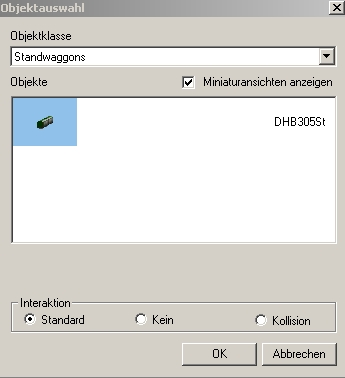 Objektauswahl
Objektklasse
Standwaggons
Objekte
Miniaturansichten anzeigen
DHB305St
Interaktion
Standard
Kein
Kollision
OK
Abbrechen